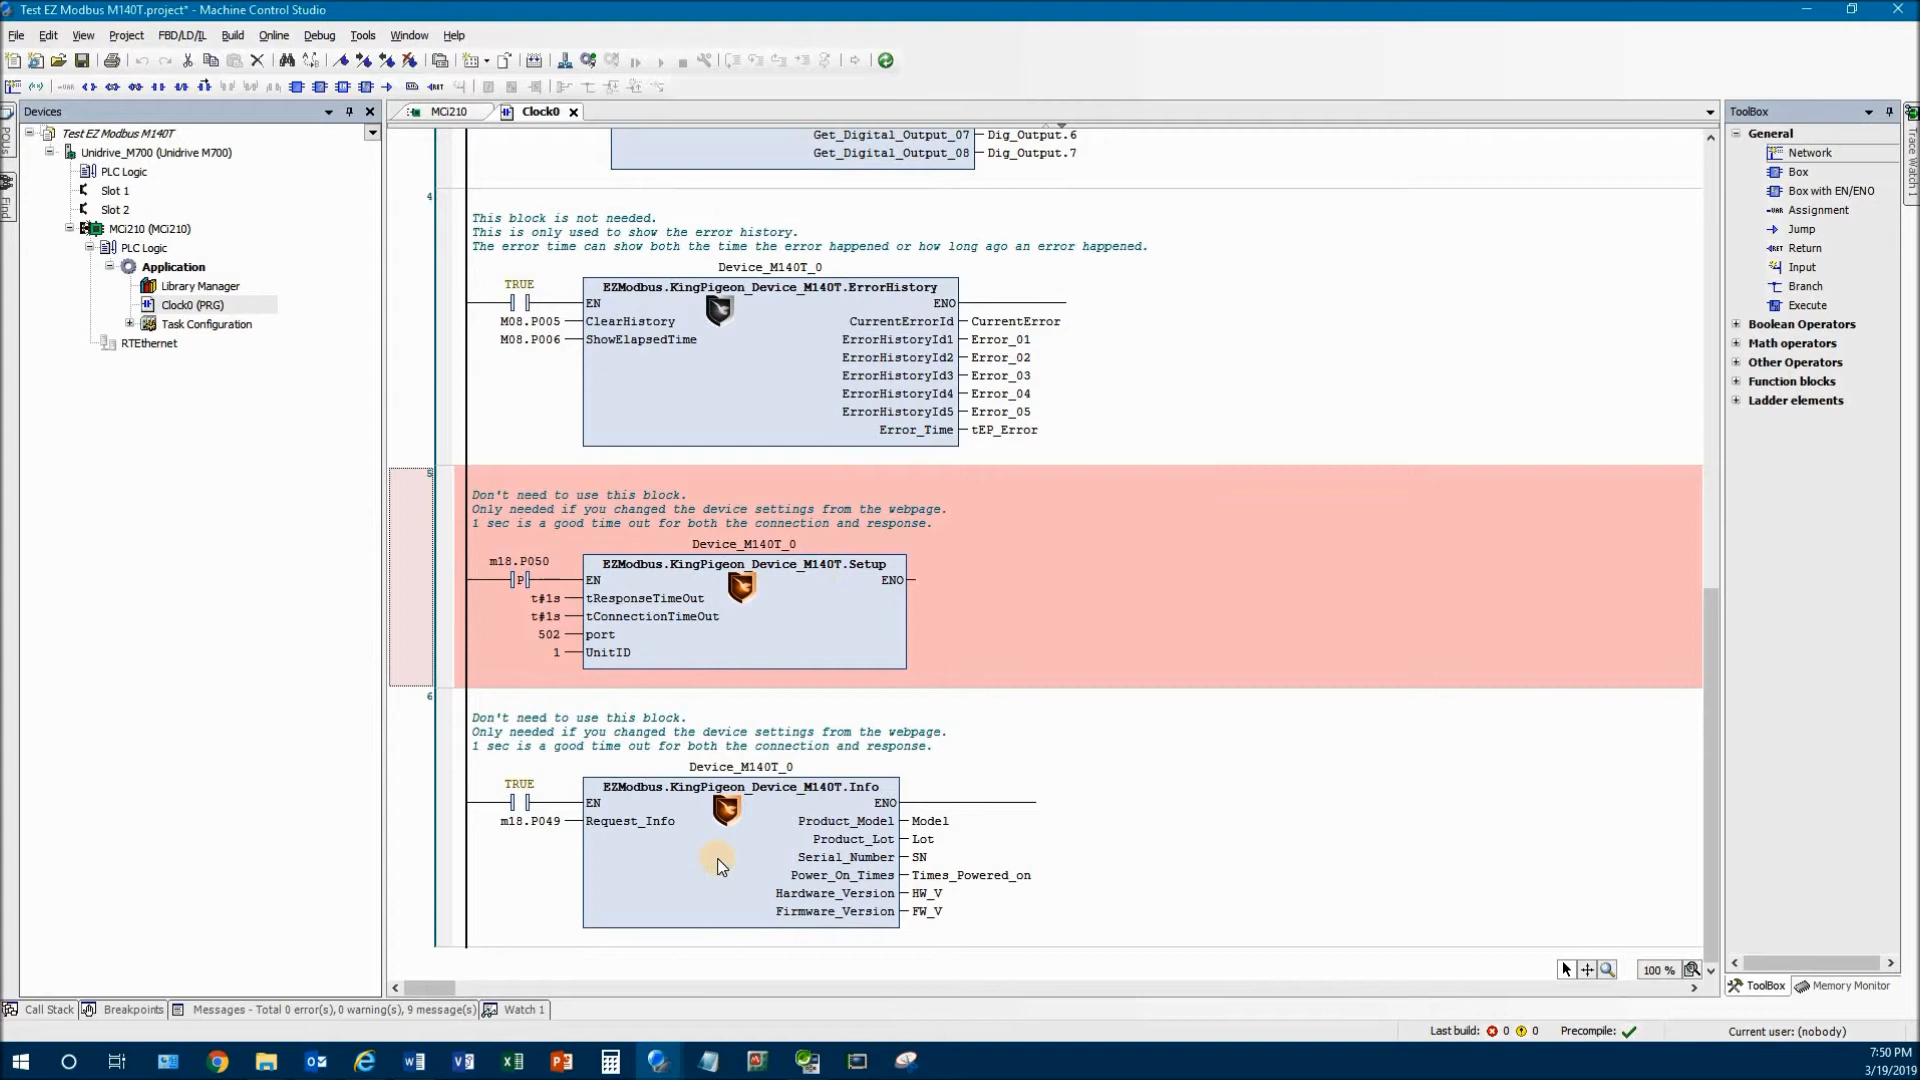 Test EZ Modbus M140T.project* - Machine Control Studio
File Edit View Project FBD/LD/IL Build Online Debug Tools Window Help
Devices
MCi210
Clock0
ToolBox
POUs
Find
Trace
Watch 1
Test EZ Modbus M140T
Unidrive_M700 (Unidrive M700)
PLC Logic
Slot 1
Slot 2
MCi210 (MCi210)
PLC Logic
Application
Library Manager
Clock0 (PRG)
Task Configuration
RTEthernet
Get_Digital_Output_07 Dig_Output.6
Get_Digital_Output_08 Dig_Output.7
4
This block is not needed.
This is only used to show the error history.
The error time can show both the time the error happened or how long ago an error happened.
Device_M140T_0
TRUE
EZModbus.KingPigeon_Device_M140T.ErrorHistory
EN ENO
M08.P005 ClearHistory CurrentErrorId CurrentError
M08.P006 ShowElapsedTime ErrorHistoryId1 Error_01
ErrorHistoryId2 Error_02
ErrorHistoryId3 Error_03
ErrorHistoryId4 Error_04
ErrorHistoryId5 Error_05
Error_Time tEP_Error
5
Don't need to use this block.
Only needed if you changed the device settings from the webpage.
1 sec is a good time out for both the connection and response.
Device_M140T_0
m18.P050
EZModbus.KingPigeon_Device_M140T.Setup
P EN ENO
t#1s tResponseTimeOut
t#1s tConnectionTimeOut
502 port
1 UnitID
6
Don't need to use this block.
Only needed if you changed the device settings from the webpage.
1 sec is a good time out for both the connection and response.
Device_M140T_0
TRUE
EZModbus.KingPigeon_Device_M140T.Info
EN ENO
m18.P049 Request_Info Product_Model Model
Product_Lot Lot
Serial_Number SN
Power_On_Times Times_Powered_on
Hardware_Version HW_V
Firmware_Version FW_V
General
Network
Box
Box with EN/ENO
Assignment
Jump
Return
Input
Branch
Execute
Boolean Operators
Math operators
Other Operators
Function blocks
Ladder elements
100 %
ToolBox Memory Monitor
Call Stack Breakpoints Messages - Total 0 error(s), 0 warning(s), 9 message(s) Watch 1
Last build: 0 0 Precompile: Current user: (nobody)
7:50 PM
3/19/2019